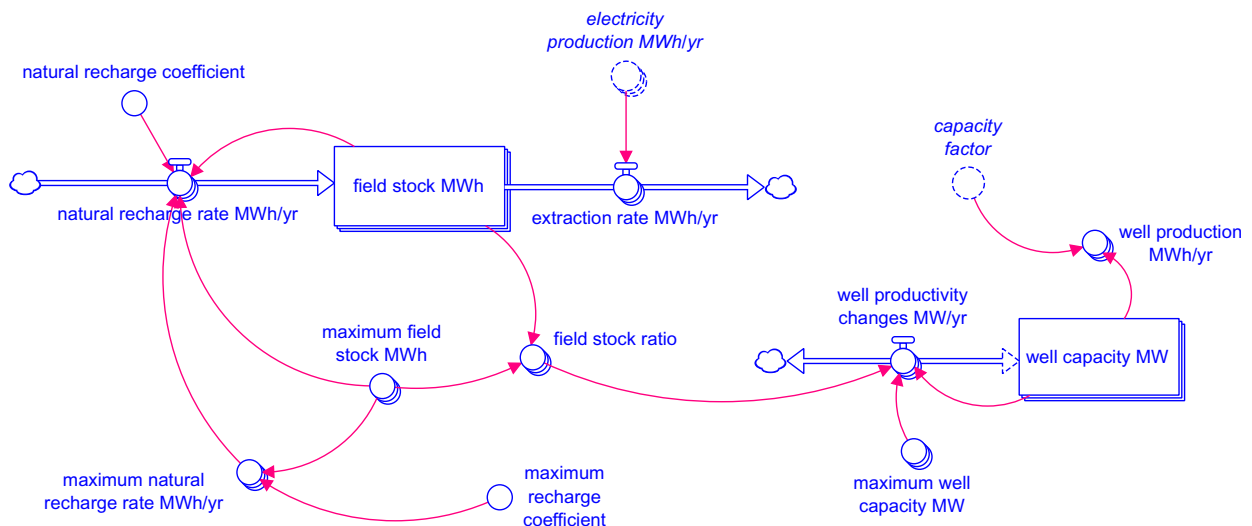 electricity
production MWh/yr
natural recharge coefficient
capacity
factor
field stock MWh
natural recharge rate MWh/yr
extraction rate MWh/yr
well production
MWh/yr
well productivity
changes MW/yr
maximum field
stock MWh
field stock ratio
well capacity MW
maximum natural
recharge rate MWh/yr
maximum
recharge
coefficient
maximum well
capacity MW